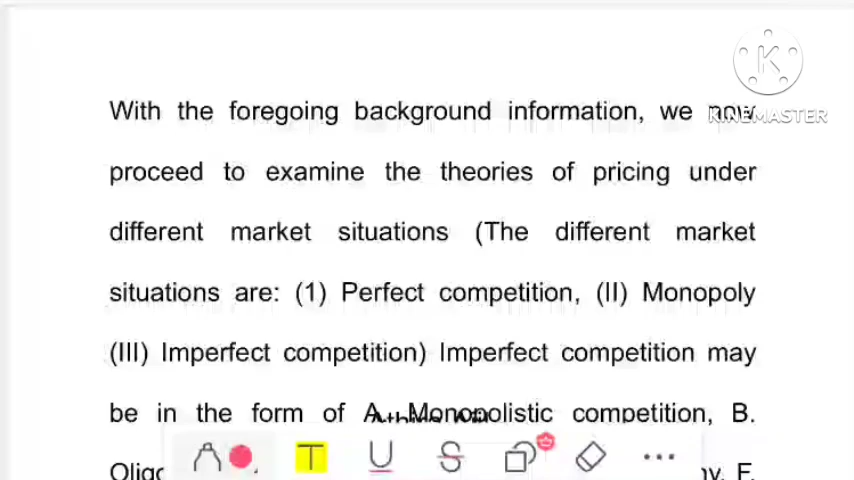 KINEMASTER
With the foregoing background information, we now
proceed to examine the theories of pricing under
different market situations (The different market
situations are: (1) Perfect competition, (II) Monopoly
(III) Imperfect competition) Imperfect competition may
be in the form of A. Monopolistic competition, B.
F.